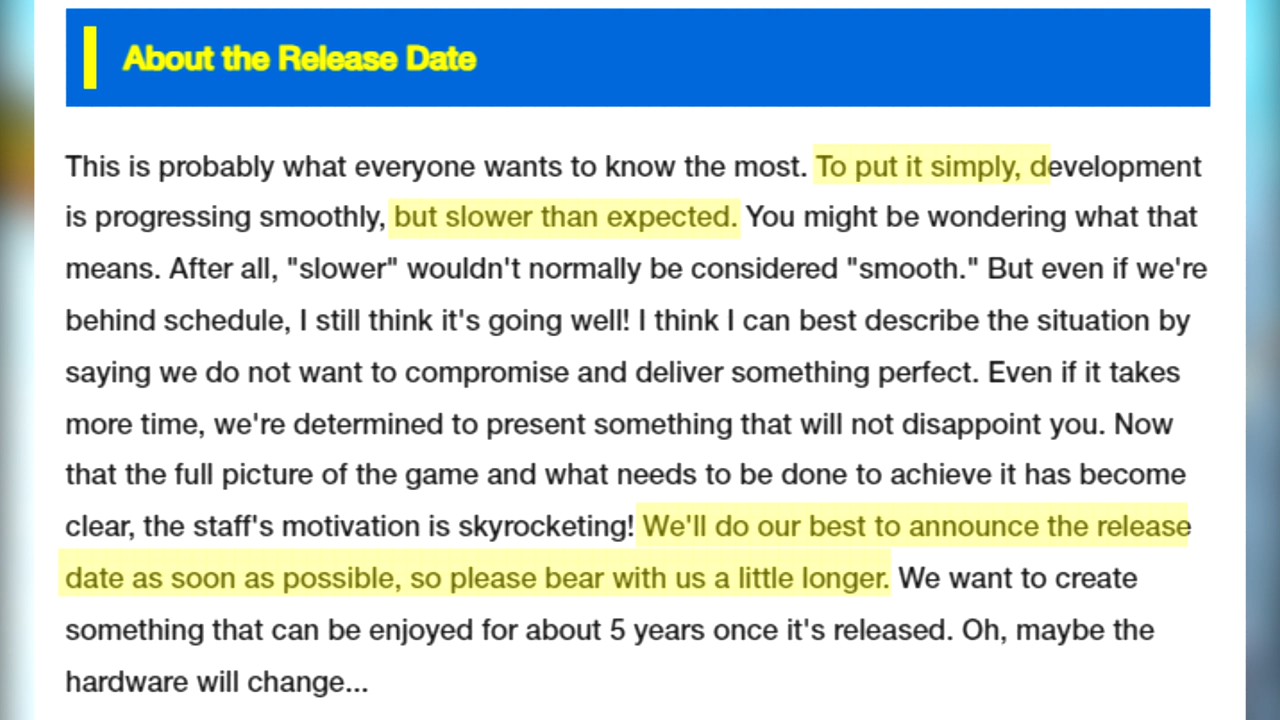 About the Release Date
This is probably what everyone wants to know the most. To put it simply, development
is progressing smoothly, but slower than expected. You might be wondering what that
means. After all, "slower" wouldn't normally be considered "smooth." But even if we're
behind schedule, I still think it's going well! I think I can best describe the situation by
saying we do not want to compromise and deliver something perfect. Even if it takes
more time, we're determined to present something that will not disappoint you. Now
that the full picture of the game and what needs to be done to achieve it has become
clear, the staff's motivation is skyrocketing! We'll do our best to announce the release
date as soon as possible, so please bear with us a little longer. We want to create
something that can be enjoyed for about 5 years once it's released. Oh, maybe the
hardware will change...